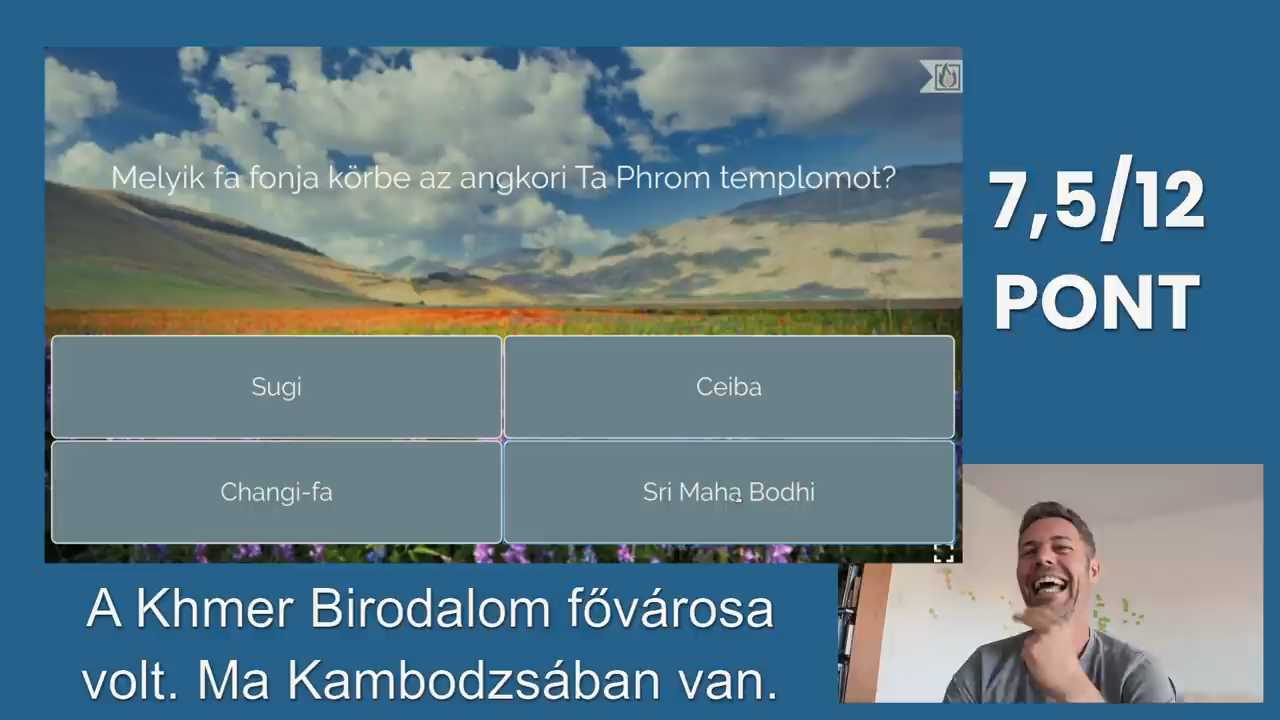 Melyik fa fonja körbe az angkori Ta Phrom templomot?
7,5/12
PONT
Sugi
Ceiba
Changi-fa
Sri Maha Bodhi
A Khmer Birodalom fővárosa
volt. Ma Kambodzsában van.